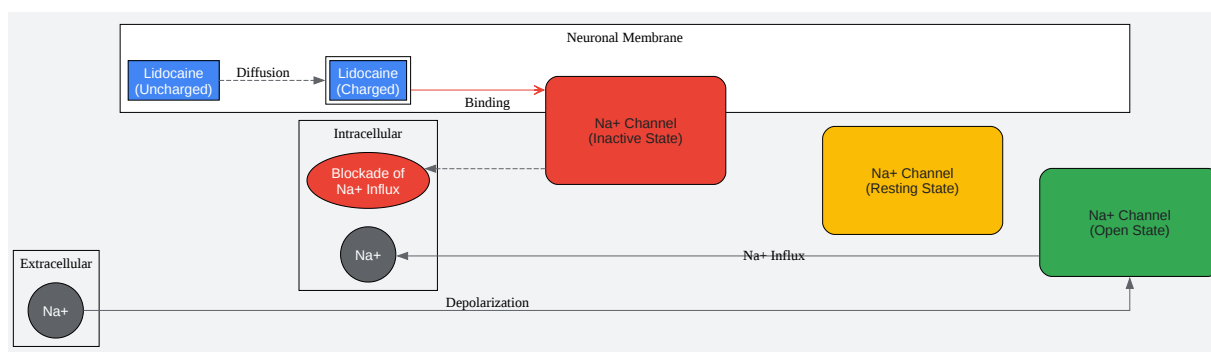 Neuronal Membrane
Lidocaine
(Uncharged)
Diffusion
Lidocaine
(Charged)
Binding
Na+ Channel
(Inactive State)
Intracellular
Blockade of
Na+ Influx
Na+ Channel
(Resting State)
Na+ Channel
(Open State)
Na+
Na+ Influx
Extracellular
Na+
Depolarization